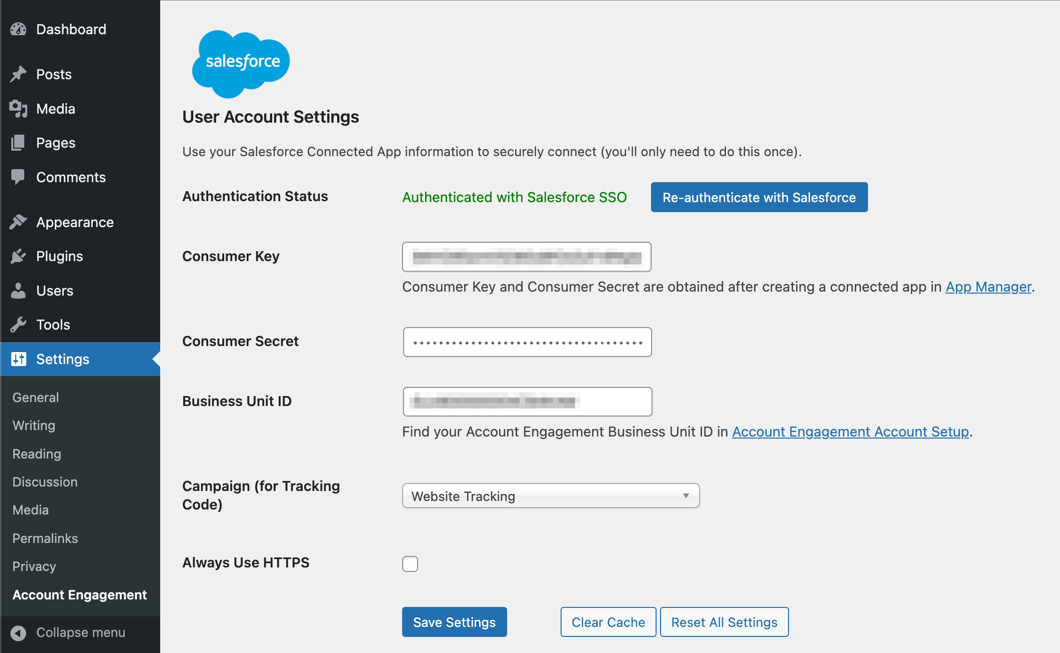 Dashboard
Posts
Media
Pages
Comments
Appearance
Plugins
Users
Tools
Settings
General
Writing
Reading
Discussion
Media
Permalinks
Privacy
Account Engagement
Collapse menu
salesforce
User Account Settings
Use your Salesforce Connected App information to securely connect (you'll only need to do this once).
Authentication Status
Authenticated with Salesforce SSO
Re-authenticate with Salesforce
Consumer Key
Consumer Key and Consumer Secret are obtained after creating a connected app in App Manager.
Consumer Secret
Business Unit ID
Find your Account Engagement Business Unit ID in Account Engagement Account Setup.
Campaign (for Tracking
Code)
Website Tracking
Always Use HTTPS
Save Settings
Clear Cache
Reset All Settings